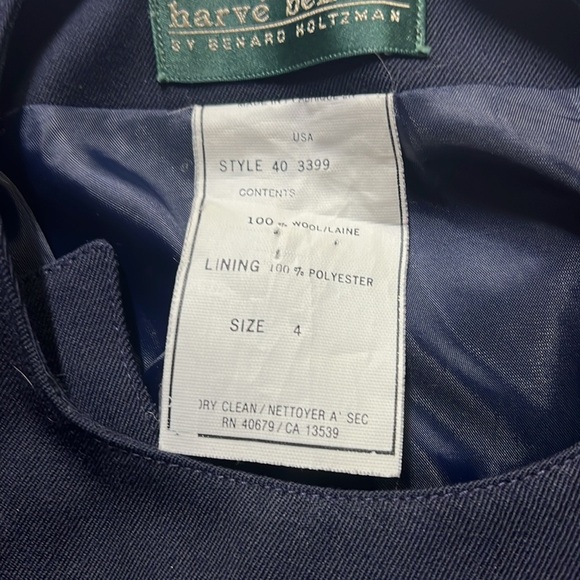 harvé
BY BENARD HOLTZMAN
USA
STYLE 40 3399
CONTENTS
100 % WOOL/LAINE
LINING 100 % POLYESTER
SIZE 4
DRY CLEAN/NETTOYER A' SEC
RN 40679/CA 13539